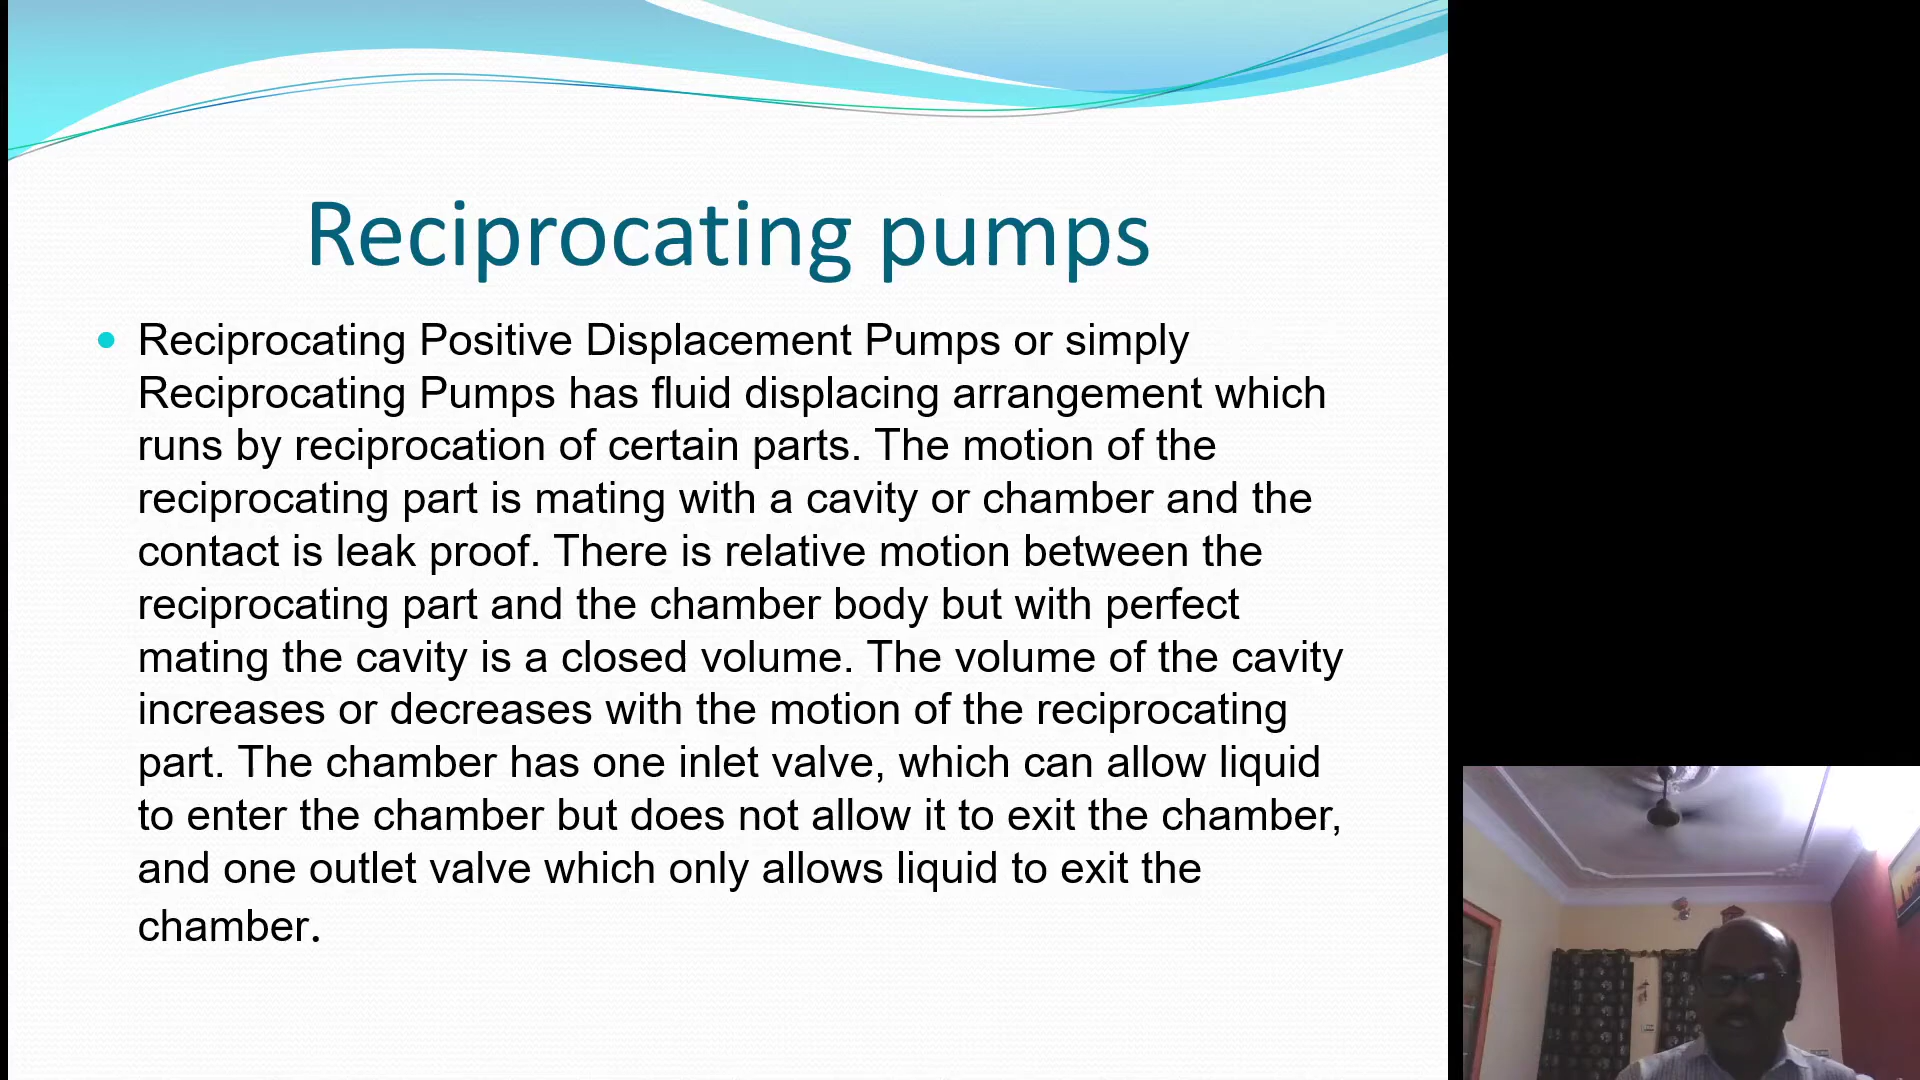 Reciprocating pumps
Reciprocating Positive Displacement Pumps or simply
Reciprocating Pumps has fluid displacing arrangement which
runs by reciprocation of certain parts. The motion of the
reciprocating part is mating with a cavity or chamber and the
contact is leak proof. There is relative motion between the
reciprocating part and the chamber body but with perfect
mating the cavity is a closed volume. The volume of the cavity
increases or decreases with the motion of the reciprocating
part. The chamber has one inlet valve, which can allow liquid
to enter the chamber but does not allow it to exit the chamber,
and one outlet valve which only allows liquid to exit the
chamber.